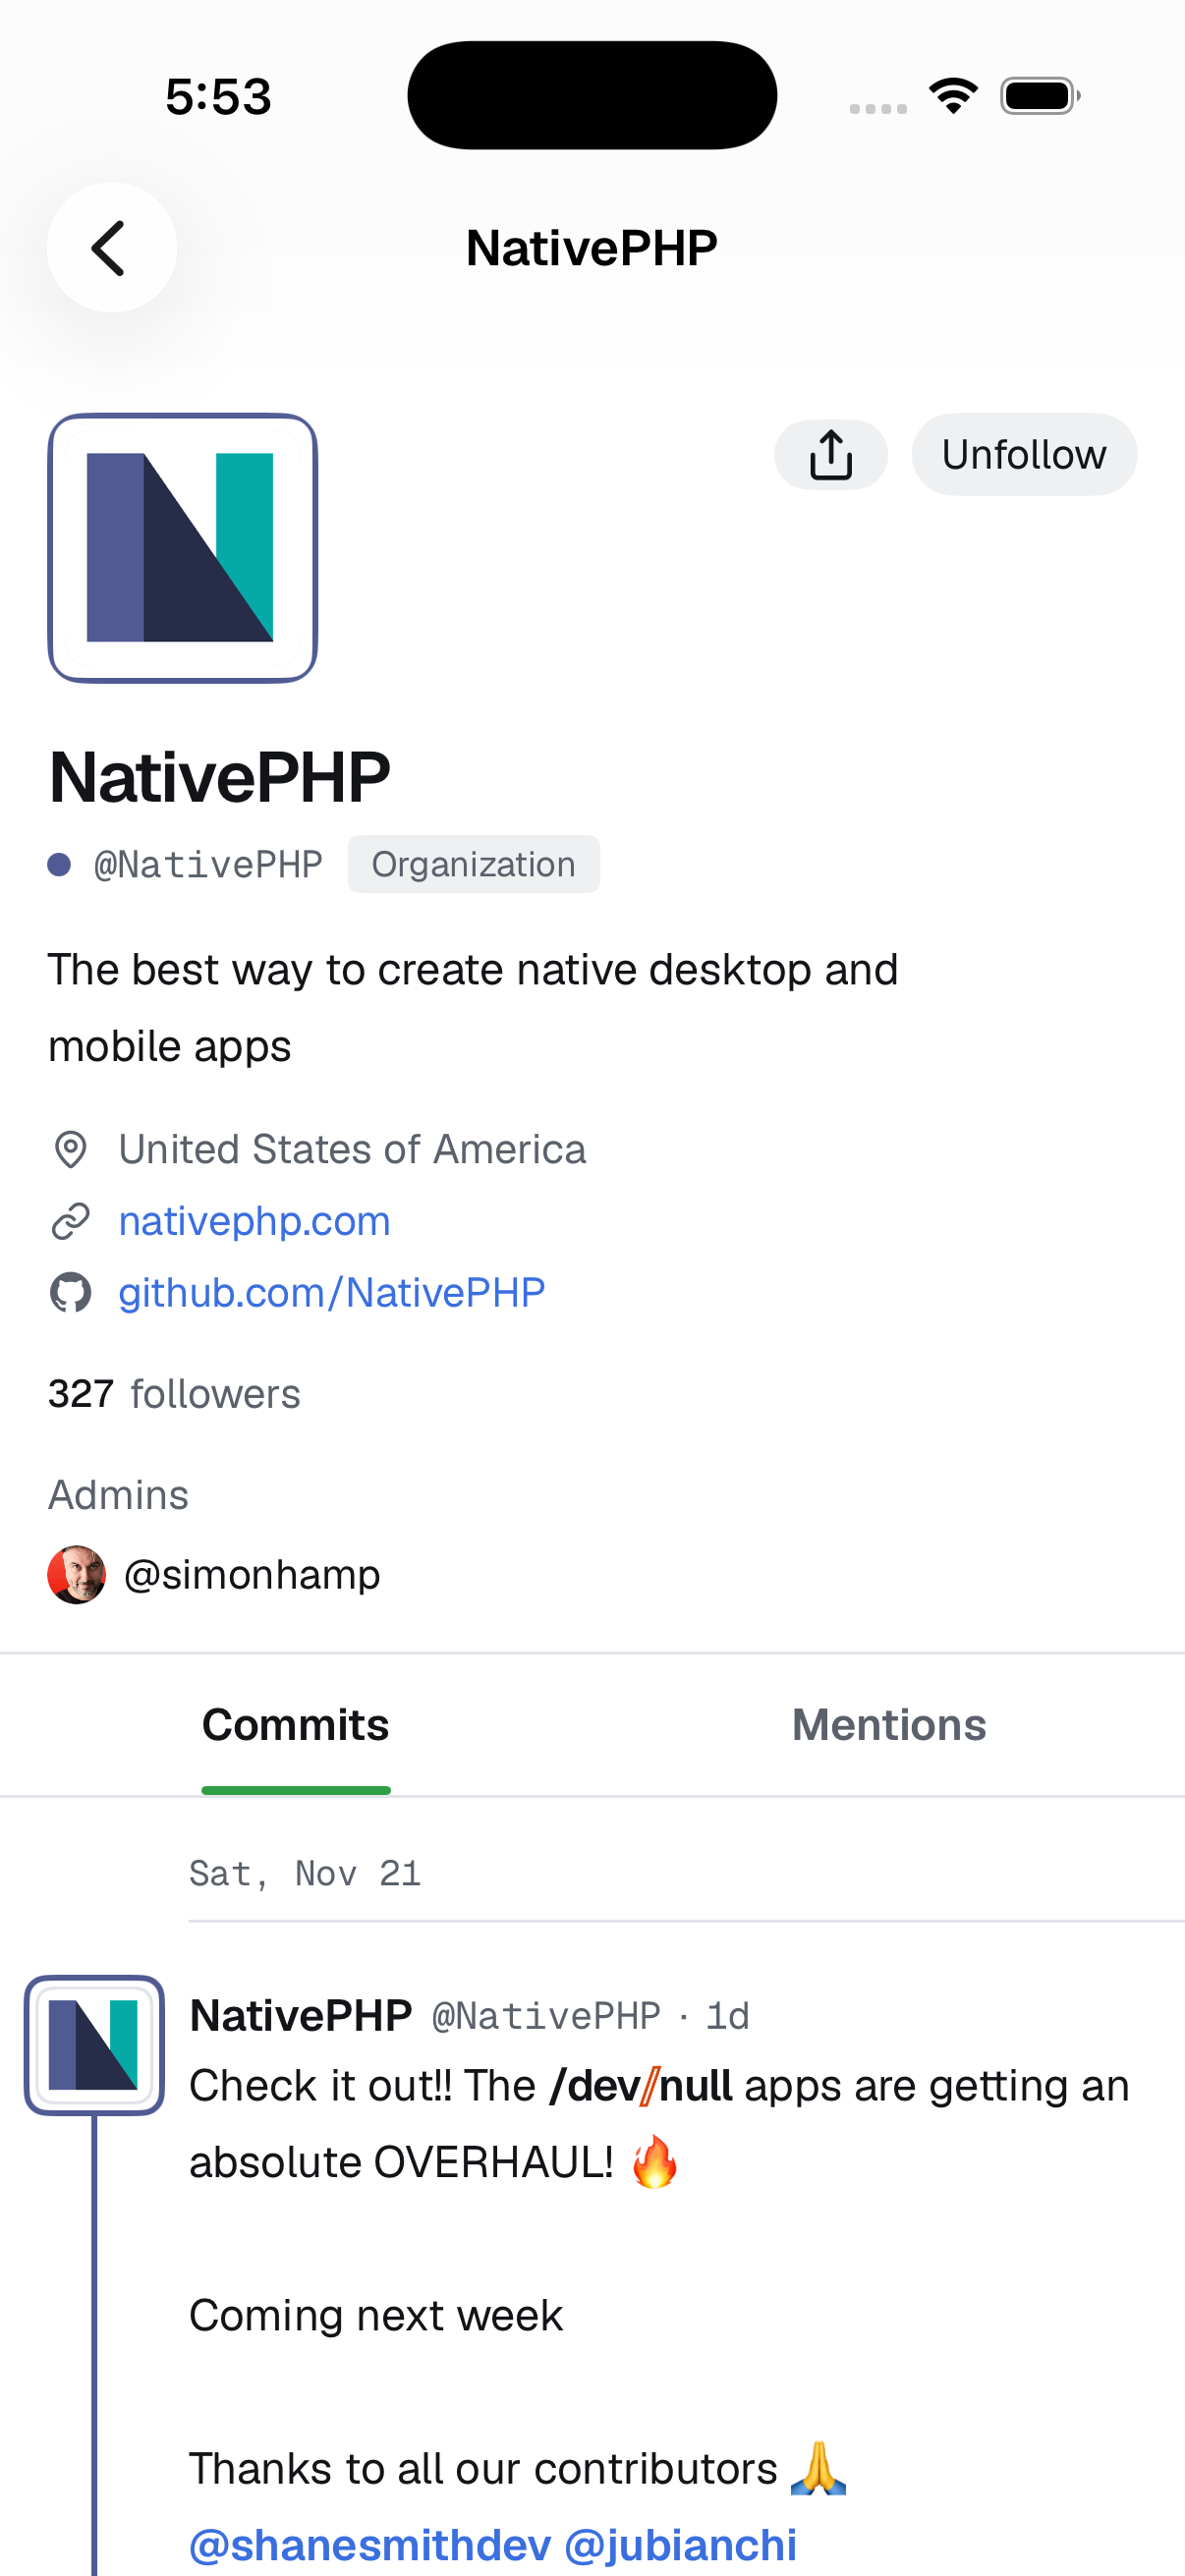 5:53
NativePHP
Unfollow
NativePHP
@NativePHP Organization
The best way to create native desktop and
mobile apps
United States of America
nativephp.com
github.com/NativePHP
327 followers
Admins
@simonhamp
Commits Mentions
Sat, Nov 21
NativePHP @NativePHP · 1d
Check it out!! The /dev//null apps are getting an
absolute OVERHAUL! 🔥
Coming next week
Thanks to all our contributors 🙏
@shanesmithdev @jubianchi